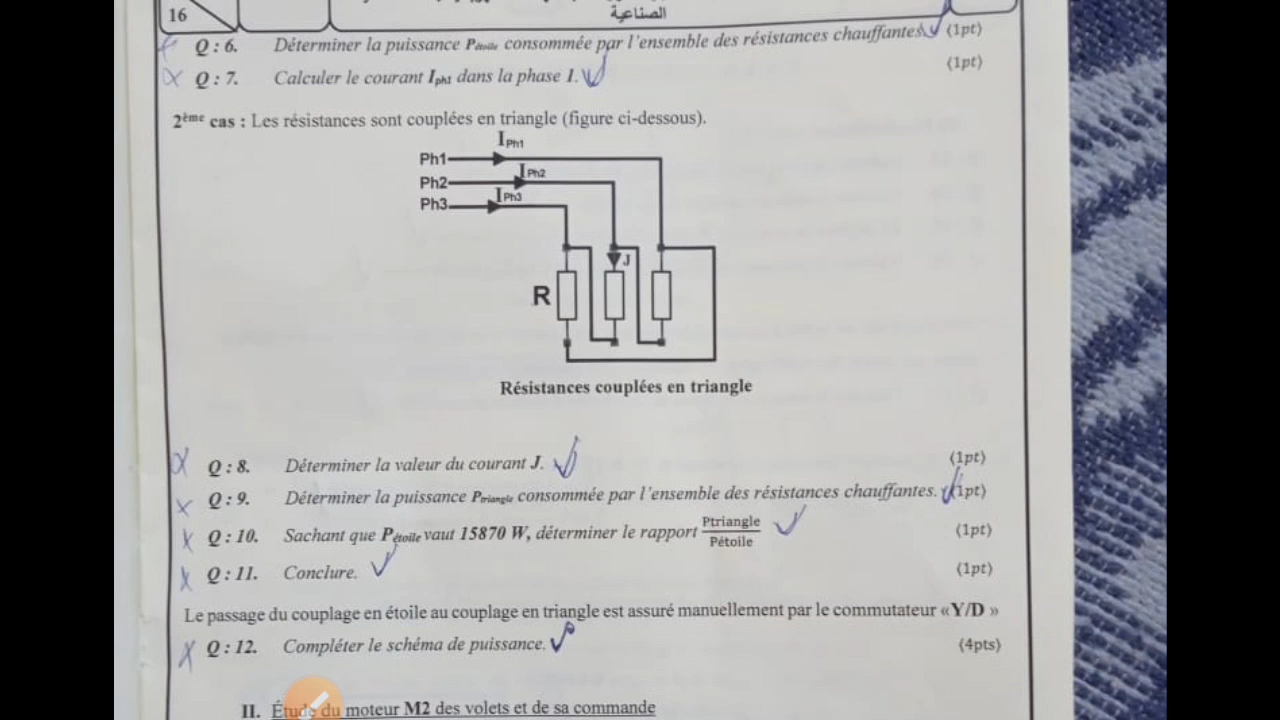 16
الصناعية
Q : 6. Déterminer la puissance Pétoile consommée par l'ensemble des résistances chauffantes. (1pt)
Q : 7. Calculer le courant Iph1 dans la phase 1. (1pt)
2ème cas : Les résistances sont couplées en triangle (figure ci-dessous).
IPh1
Ph1
IPh2
Ph2
IPh3
Ph3
J
R
Résistances couplées en triangle
Q : 8. Déterminer la valeur du courant J. (1pt)
Q : 9. Déterminer la puissance Ptriangle consommée par l'ensemble des résistances chauffantes. (1pt)
Q : 10. Sachant que Pétoile vaut 15870 W, déterminer le rapport Ptriangle / Pétoile (1pt)
Q : 11. Conclure. (1pt)
Le passage du couplage en étoile au couplage en triangle est assuré manuellement par le commutateur «Y/D »
Q : 12. Compléter le schéma de puissance. (4pts)
II. Étude du moteur M2 des volets et de sa commande